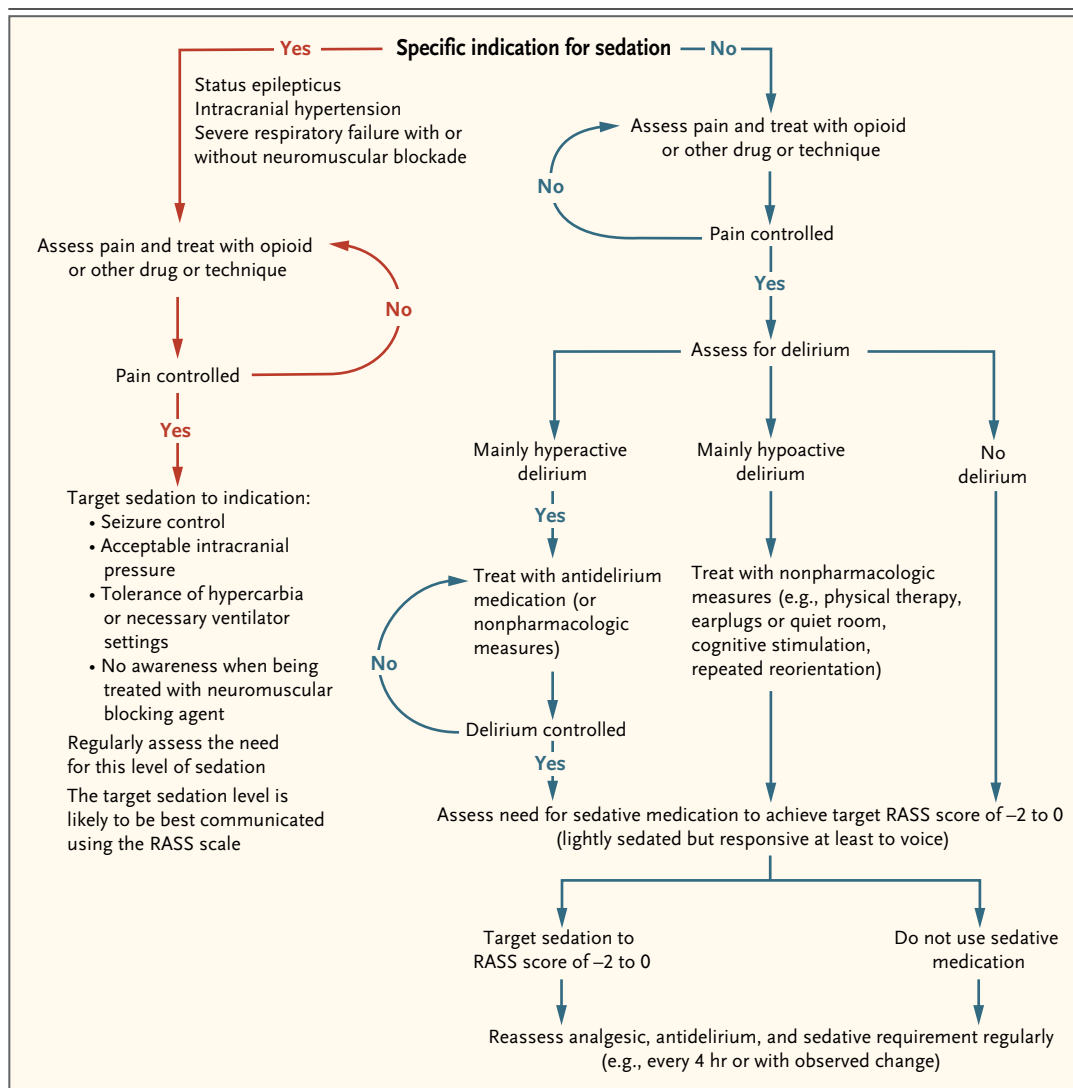 Yes
Specific indication for sedation
No
Status epilepticus
Intracranial hypertension
Severe respiratory failure with or
without neuromuscular blockade
Assess pain and treat with opioid
or other drug or technique
No
Pain controlled
Yes
Target sedation to indication:
• Seizure control
• Acceptable intracranial
pressure
• Tolerance of hypercarbia
or necessary ventilator
settings
• No awareness when being
treated with neuromuscular
blocking agent
Regularly assess the need
for this level of sedation
The target sedation level is
likely to be best communicated
using the RASS scale
Assess pain and treat with opioid
or other drug or technique
No
Pain controlled
Yes
Assess for delirium
Mainly hyperactive
delirium
Yes
Treat with antidelirium
medication (or
nonpharmacologic
measures)
No
Delirium controlled
Yes
Mainly hypoactive
delirium
Treat with nonpharmacologic
measures (e.g., physical therapy,
earplugs or quiet room,
cognitive stimulation,
repeated reorientation)
No
delirium
Assess need for sedative medication to achieve target RASS score of –2 to 0
(lightly sedated but responsive at least to voice)
Target sedation to
RASS score of –2 to 0
Do not use sedative
medication
Reassess analgesic, antidelirium, and sedative requirement regularly
(e.g., every 4 hr or with observed change)